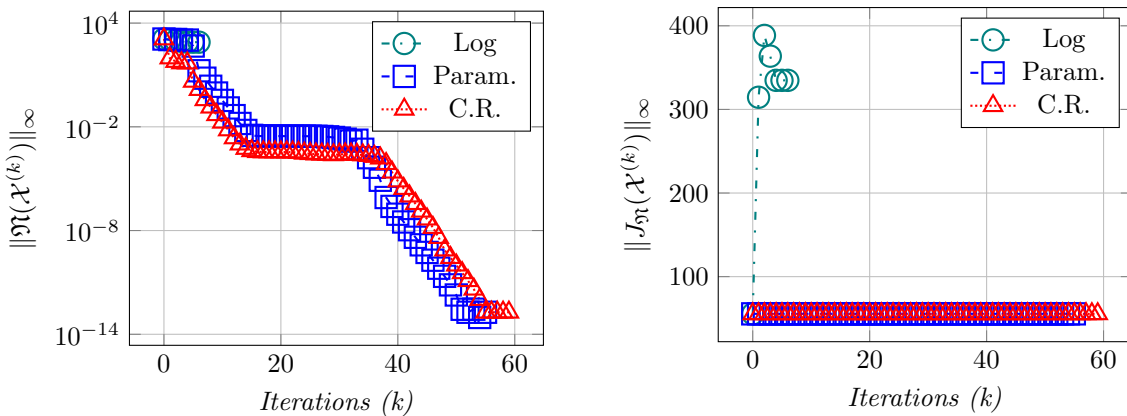 10^4
10^{-2}
10^{-8}
10^{-14}
0
20
40
60
Iterations (k)
‖𝔑(𝒳^{(k)})‖_∞
Log
Param.
C.R.
400
300
200
100
0
20
40
60
Iterations (k)
‖J_𝔑(𝒳^{(k)})‖_∞
Log
Param.
C.R.